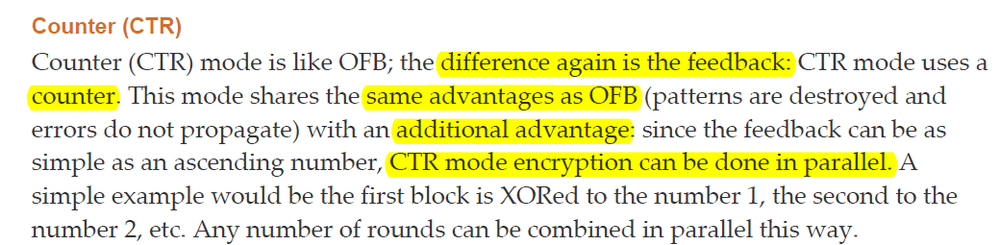 Counter (CTR)
Counter (CTR) mode is like OFB; the difference again is the feedback: CTR mode uses a
counter. This mode shares the same advantages as OFB (patterns are destroyed and
errors do not propagate) with an additional advantage: since the feedback can be as
simple as an ascending number, CTR mode encryption can be done in parallel. A
simple example would be the first block is XORed to the number 1, the second to the
number 2, etc. Any number of rounds can be combined in parallel this way.